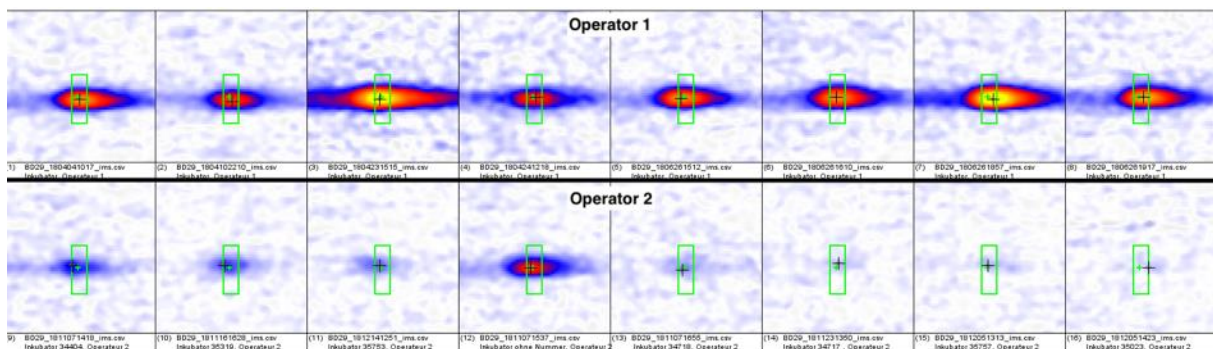 Operator 1
(1) BD29_1804041017_ims.csv
Inkubator, Operateur 1
(2) BD29_1804102210_ims.csv
Inkubator, Operateur 1
(3) BD29_1804231515_ims.csv
Inkubator, Operateur 1
(4) BD29_1804241218_ims.csv
Inkubator, Operateur 1
(5) BD29_1806261512_ims.csv
Inkubator, Operateur 1
(6) BD29_1806261610_ims.csv
Inkubator, Operateur 1
(7) BD29_1806261857_ims.csv
Inkubator, Operateur 1
(8) BD29_1806261917_ims.csv
Inkubator, Operateur 1
Operator 2
(9) BD29_1811071418_ims.csv
Inkubator 34404, Operateur 2
(10) BD29_1811161628_ims.csv
Inkubator 35319, Operateur 2
(11) BD29_1812141251_ims.csv
Inkubator 35753, Operateur 2
(12) BD29_1811071537_ims.csv
Inkubator ohne Nummer, Operateur 2
(13) BD29_1811071655_ims.csv
Inkubator 34718, Operateur 2
(14) BD29_1811231350_ims.csv
Inkubator 34717, Operateur 2
(15) BD29_1812051313_ims.csv
Inkubator 35757, Operateur 2
(16) BD29_1812051423_ims.csv
Inkubator 35023, Operateur 2